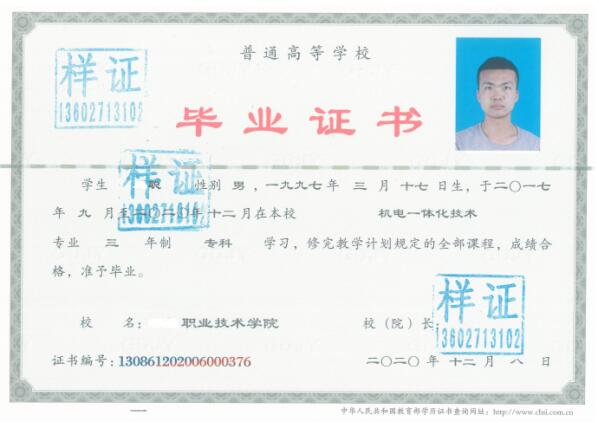 普通高等学校
样证
13602713102
毕业证书
学生 职 性别 男 ,一九九七年 三 月 十七 日生,于二〇一七
样证
年 九 月至二〇二〇年十二月在本校 机电一体化技术
13602713102
专业 三 年制 专科 学习,修完教学计划规定的全部课程,成绩合
格,准予毕业。
样证
校 名: 职业技术学院 校(院)长:
13602713102
证书编号:130861202006000376 二〇二〇 年 十二 月 八 日
中华人民共和国教育部学历证书查询网址:http://www.chsi.com.cn